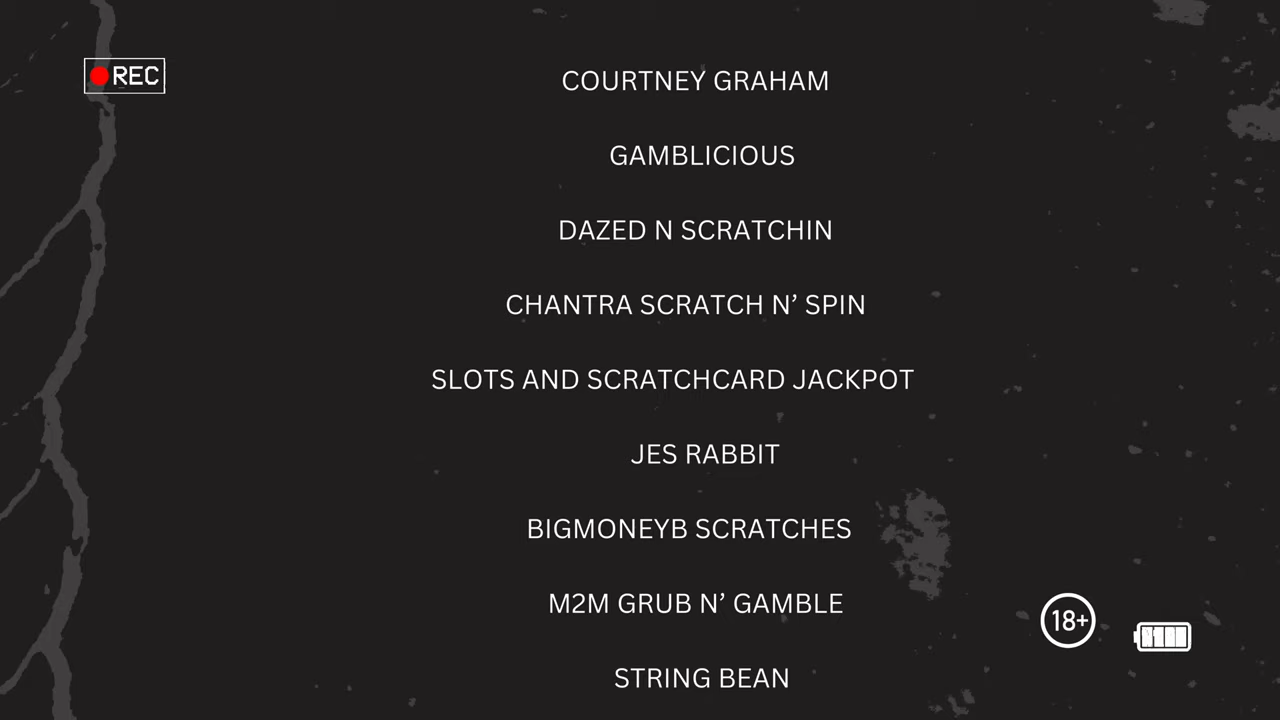 REC
COURTNEY GRAHAM
GAMBLICIOUS
DAZED N SCRATCHIN
CHANTRA SCRATCH N’ SPIN
SLOTS AND SCRATCHCARD JACKPOT
JES RABBIT
BIGMONEYB SCRATCHES
M2M GRUB N’ GAMBLE
18+
STRING BEAN